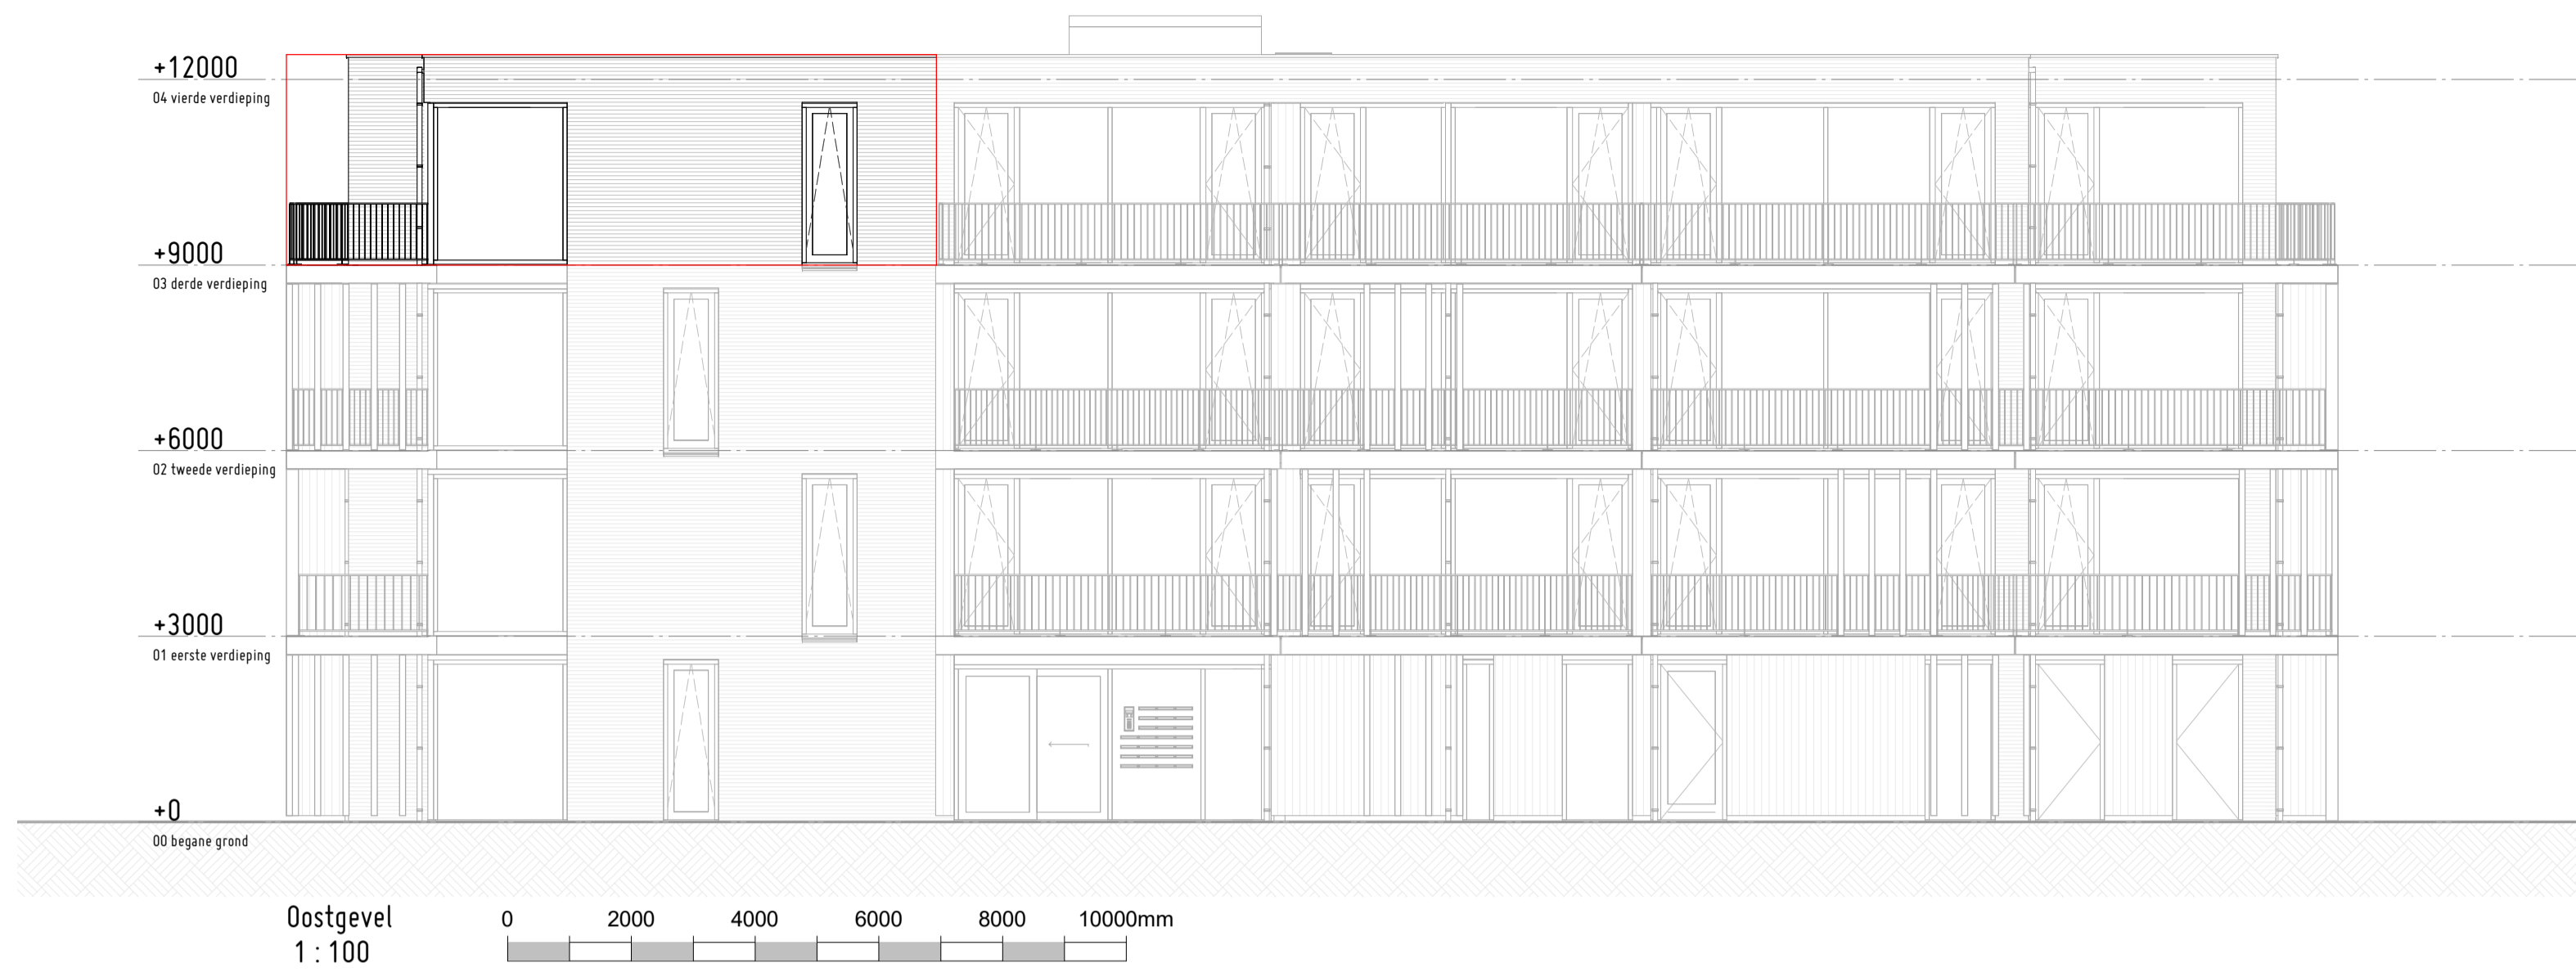 +12000
04 vierde verdieping
+9000
03 derde verdieping
+6000
02 tweede verdieping
+3000
01 eerste verdieping
+0
00 begane grond
Oostgevel
1 : 100
0 2000 4000 6000 8000 10000mm